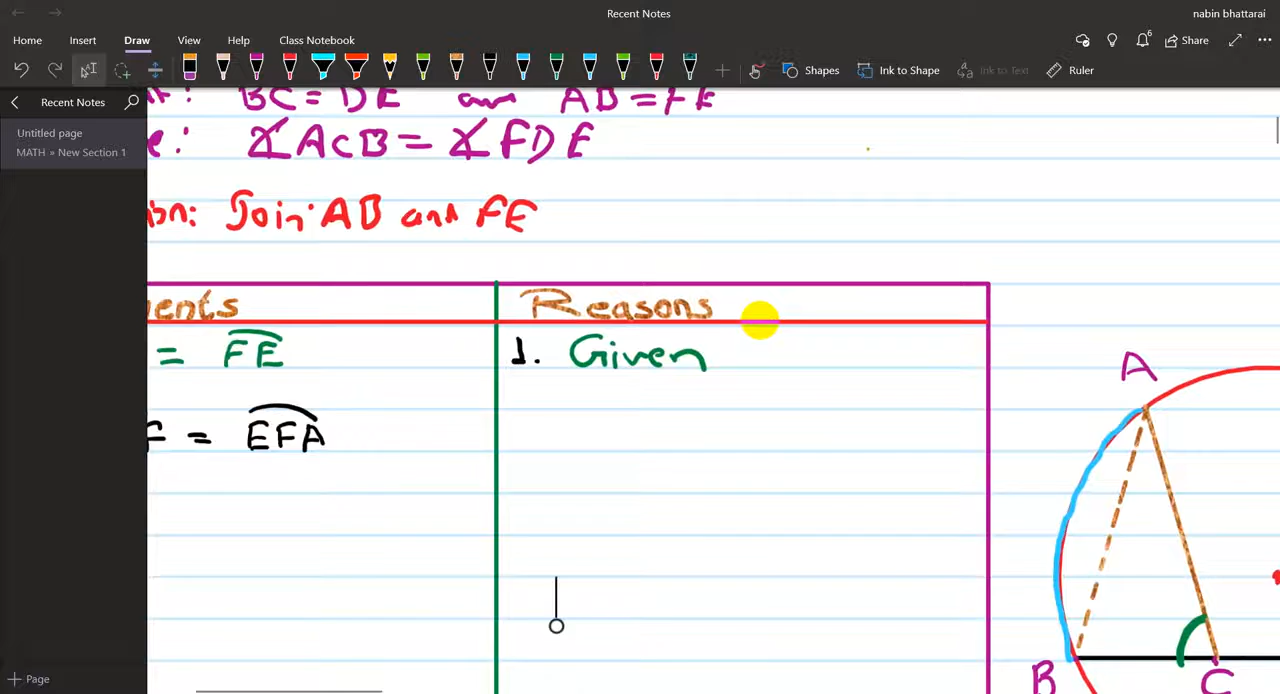 Recent Notes
nabin bhattarai
Home Insert Draw View Help Class Notebook
6 Share
Shapes Ink to Shape Ink to Text Ruler
Recent Notes
Untitled page
MATH » New Section 1
Page
BC = DE and AB = FE
e: ∡ACB = ∡FDE
ion: Join AB and FE
ents Reasons
= FE 1. Given
F = EFA
A
B C